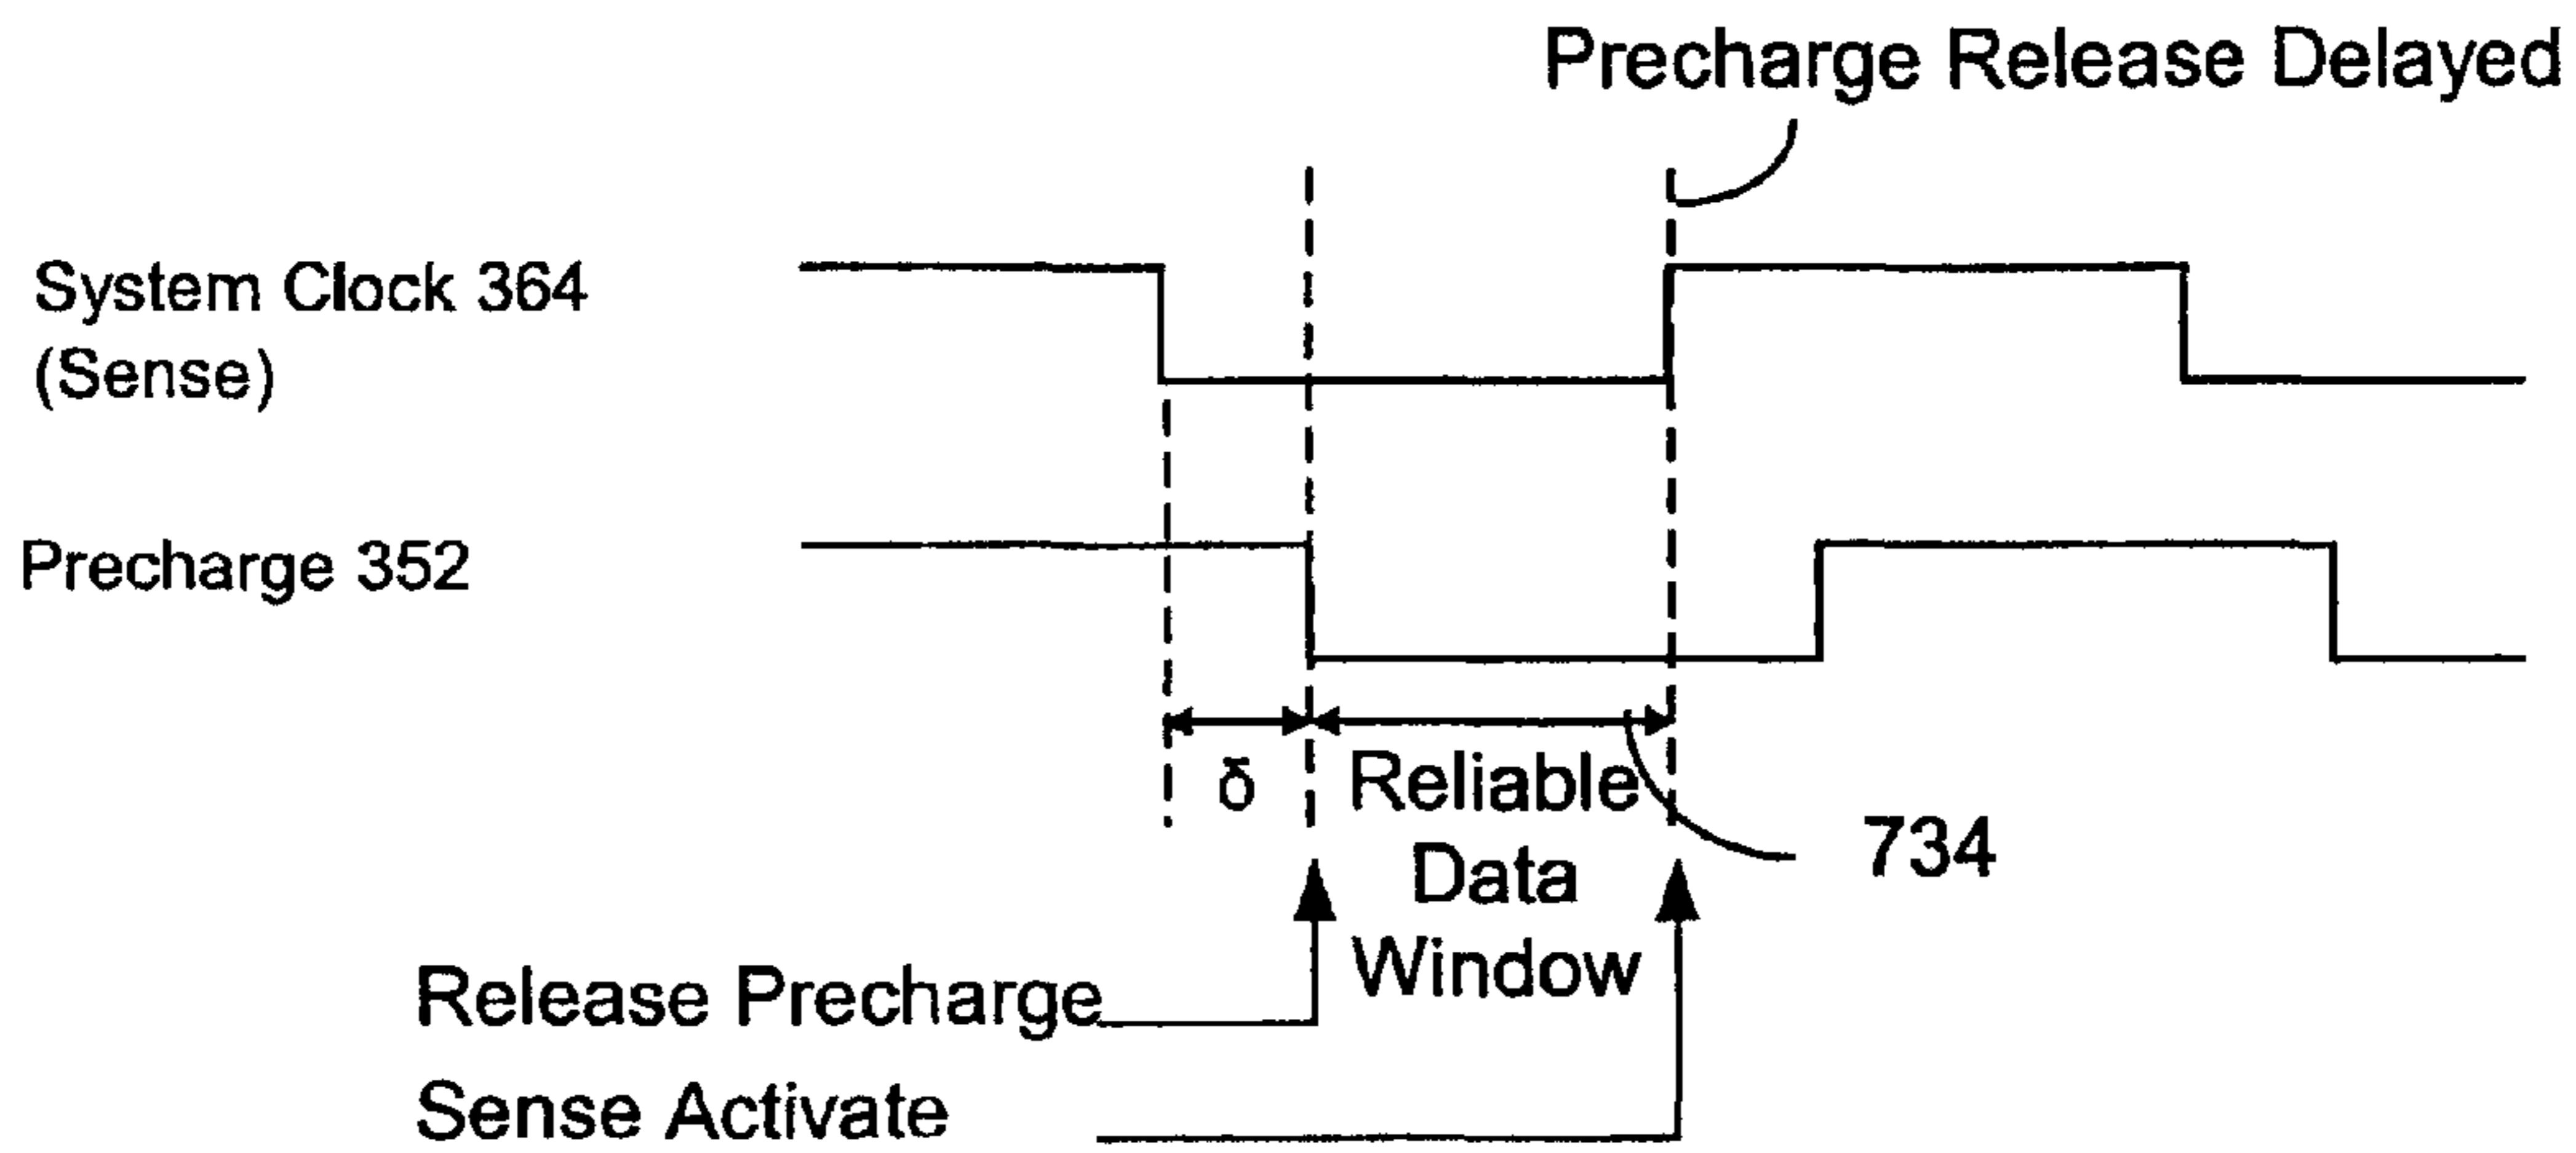 Precharge Release Delayed
System Clock 364
(Sense)
Precharge 352
δ
Reliable
Data
Window
734
Release Precharge
Sense Activate